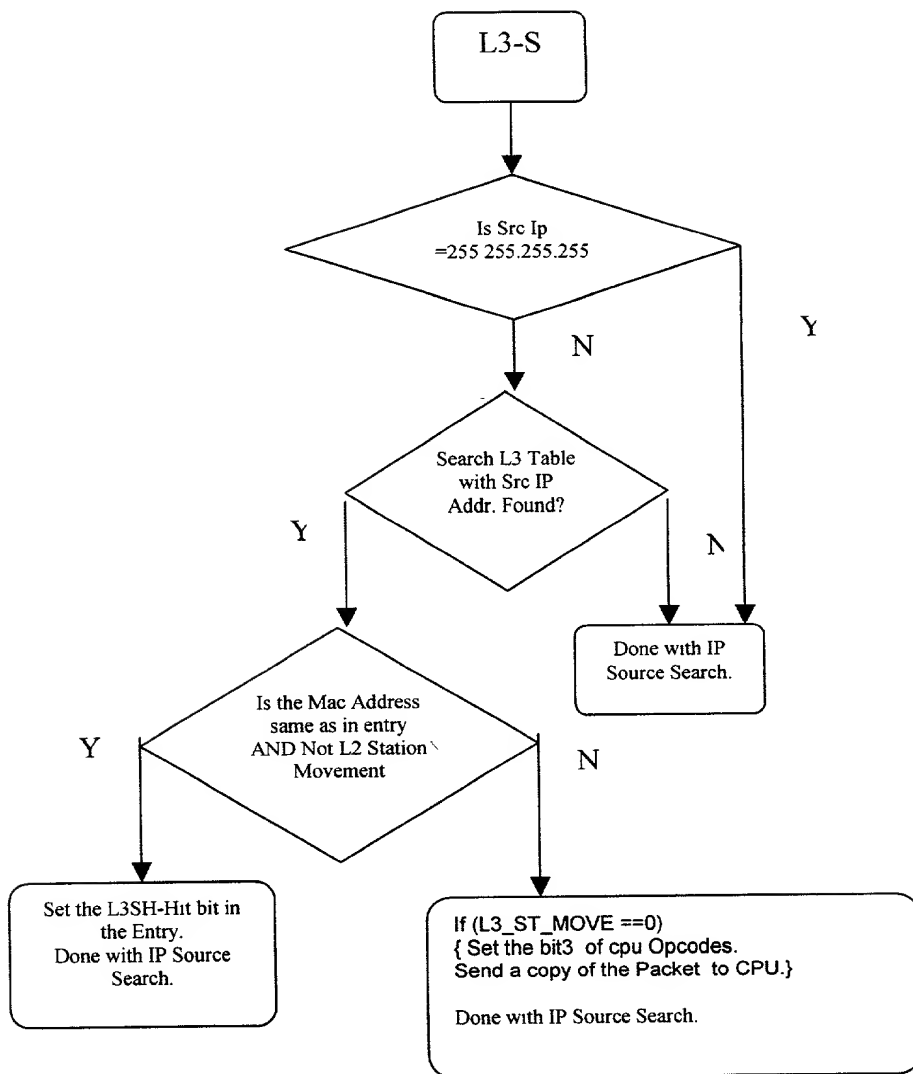 L3-S
Is Src Ip
=255 255.255.255
Y
N
Search L3 Table
with Src IP
Addr. Found?
Y
N
Done with IP
Source Search.
Is the Mac Address
same as in entry
AND Not L2 Station
Movement
Y
N
Set the L3SH-Hit bit in
the Entry.
Done with IP Source
Search.
If (L3_ST_MOVE ==0)
{ Set the bit3 of cpu Opcodes.
Send a copy of the Packet to CPU.}
Done with IP Source Search.